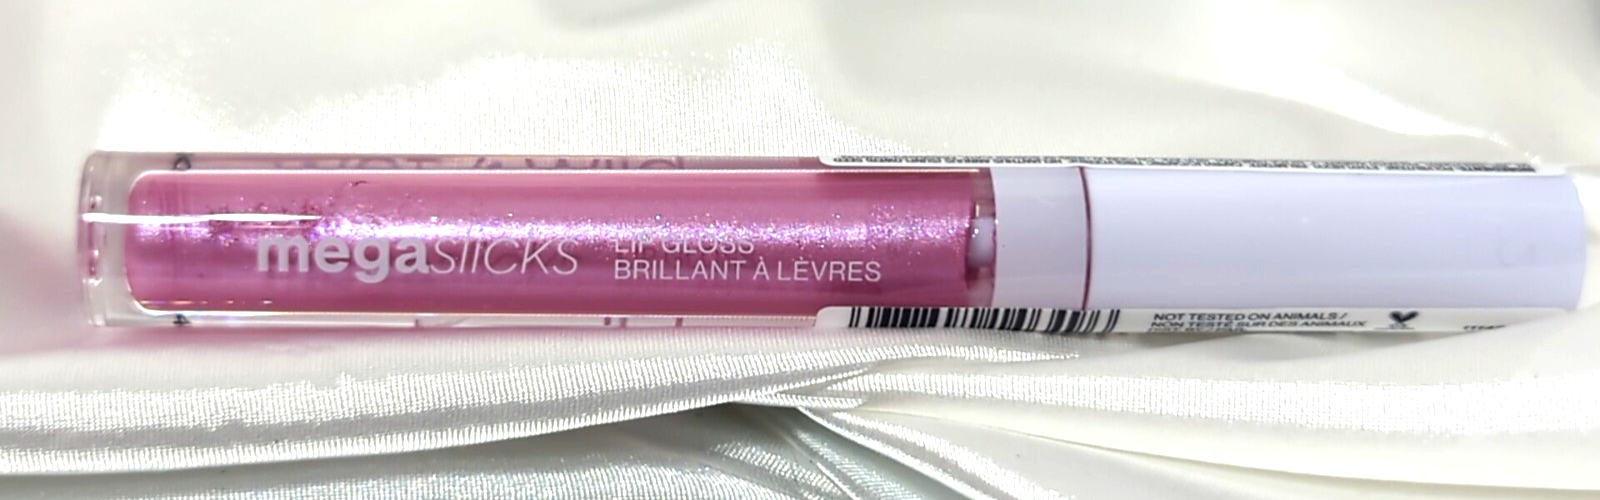 megaslicks
LIP GLOSS
BRILLANT À LÈVRES
NOT TESTED ON ANIMALS /
NON TESTÉ SUR DES ANIMAUX